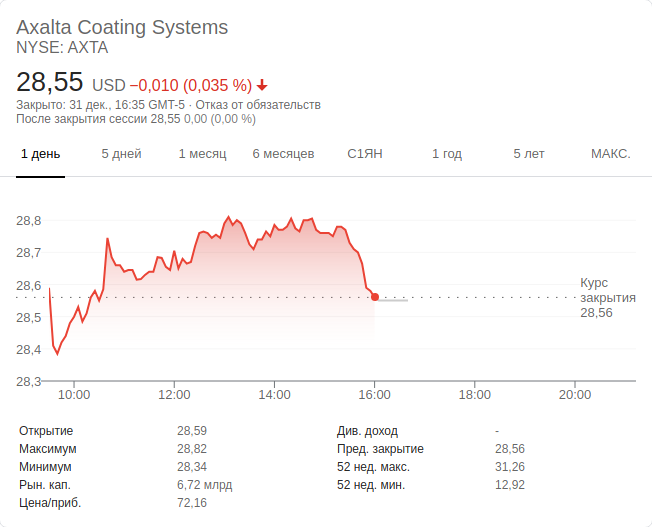 Axalta Coating Systems
NYSE: AXTA
28,55 USD −0,010 (0,035 %)
Закрыто: 31 дек., 16:35 GMT-5 · Отказ от обязательств
После закрытия сессии 28,55 0,00 (0,00 %)
1 день 5 дней 1 месяц 6 месяцев С1ЯН 1 год 5 лет МАКС.
28,8
28,7
28,6
28,5
28,4
28,3
Курс
закрытия
28,56
10:00 12:00 14:00 16:00 18:00 20:00
Открытие 28,59 Див. доход -
Максимум 28,82 Пред. закрытие 28,56
Минимум 28,34 52 нед. макс. 31,26
Рын. кап. 6,72 млрд 52 нед. мин. 12,92
Цена/приб. 72,16